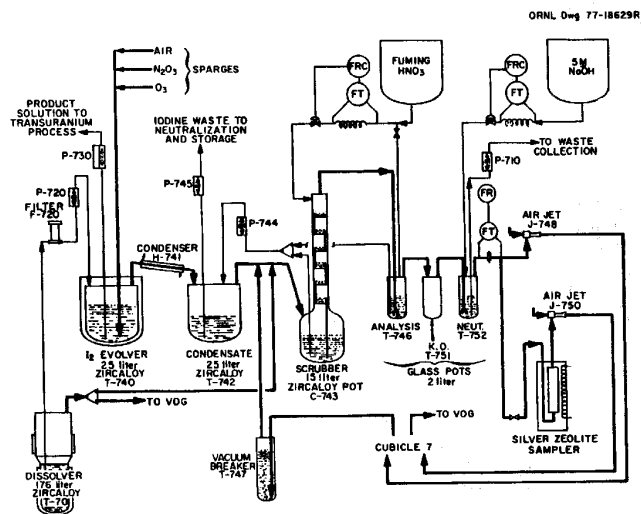 ORNL Dwg 77-18629R
AIR
N₂O₃
O₃
SPARGES
PRODUCT
SOLUTION TO
TRANSURANIUM
PROCESS
P-730
P-720
FILTER
F-720
IODINE WASTE TO
NEUTRALIZATION
AND STORAGE
P-745
P-744
CONDENSER
H-741
FRC
FT
FUMING
HNO₃
FRC
FT
5M
NaOH
TO WASTE
COLLECTION
P-710
FR
FT
AIR JET
J-748
AIR JET
J-750
I₂ EVOLVER
25 liter
ZIRCALOY
T-740
CONDENSATE
25 liter
ZIRCALOY
T-742
SCRUBBER
15 liter
ZIRCALOY POT
C-743
ANALYSIS
T-746
K.O.
T-751
NEUT.
T-752
GLASS POTS
2 liter
SILVER ZEOLITE
SAMPLER
TO VOG
TO VOG
CUBICLE 7
VACUUM
BREAKER
T-747
DISSOLVER
176 liter
ZIRCALOY
T-70